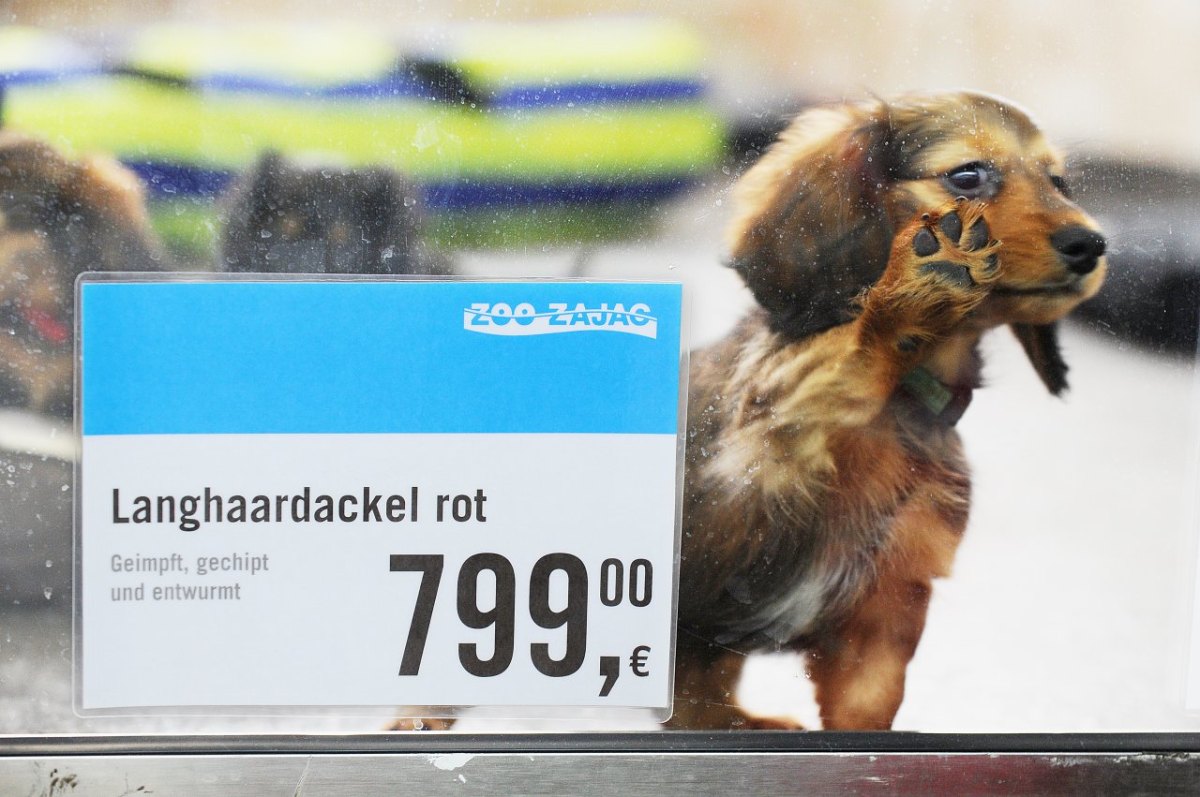 ZOO ZAJAC
Langhaardackel rot
Geimpft, gechipt
und entwurmt
799,00 €